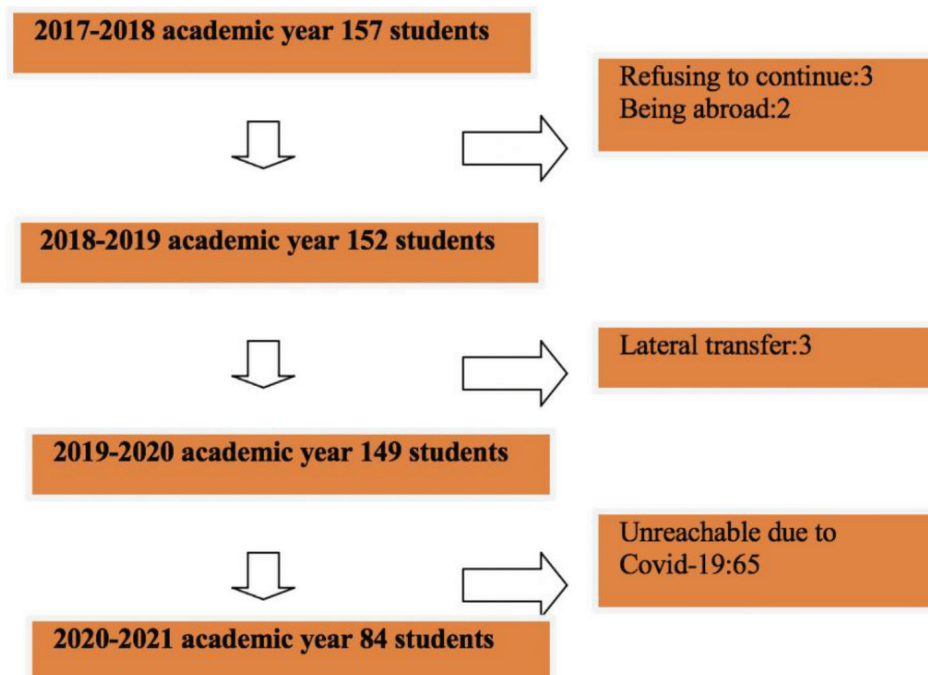 2017-2018 academic year 157 students
Refusing to continue:3
Being abroad:2
2018-2019 academic year 152 students
Lateral transfer:3
2019-2020 academic year 149 students
Unreachable due to
Covid-19:65
2020-2021 academic year 84 students